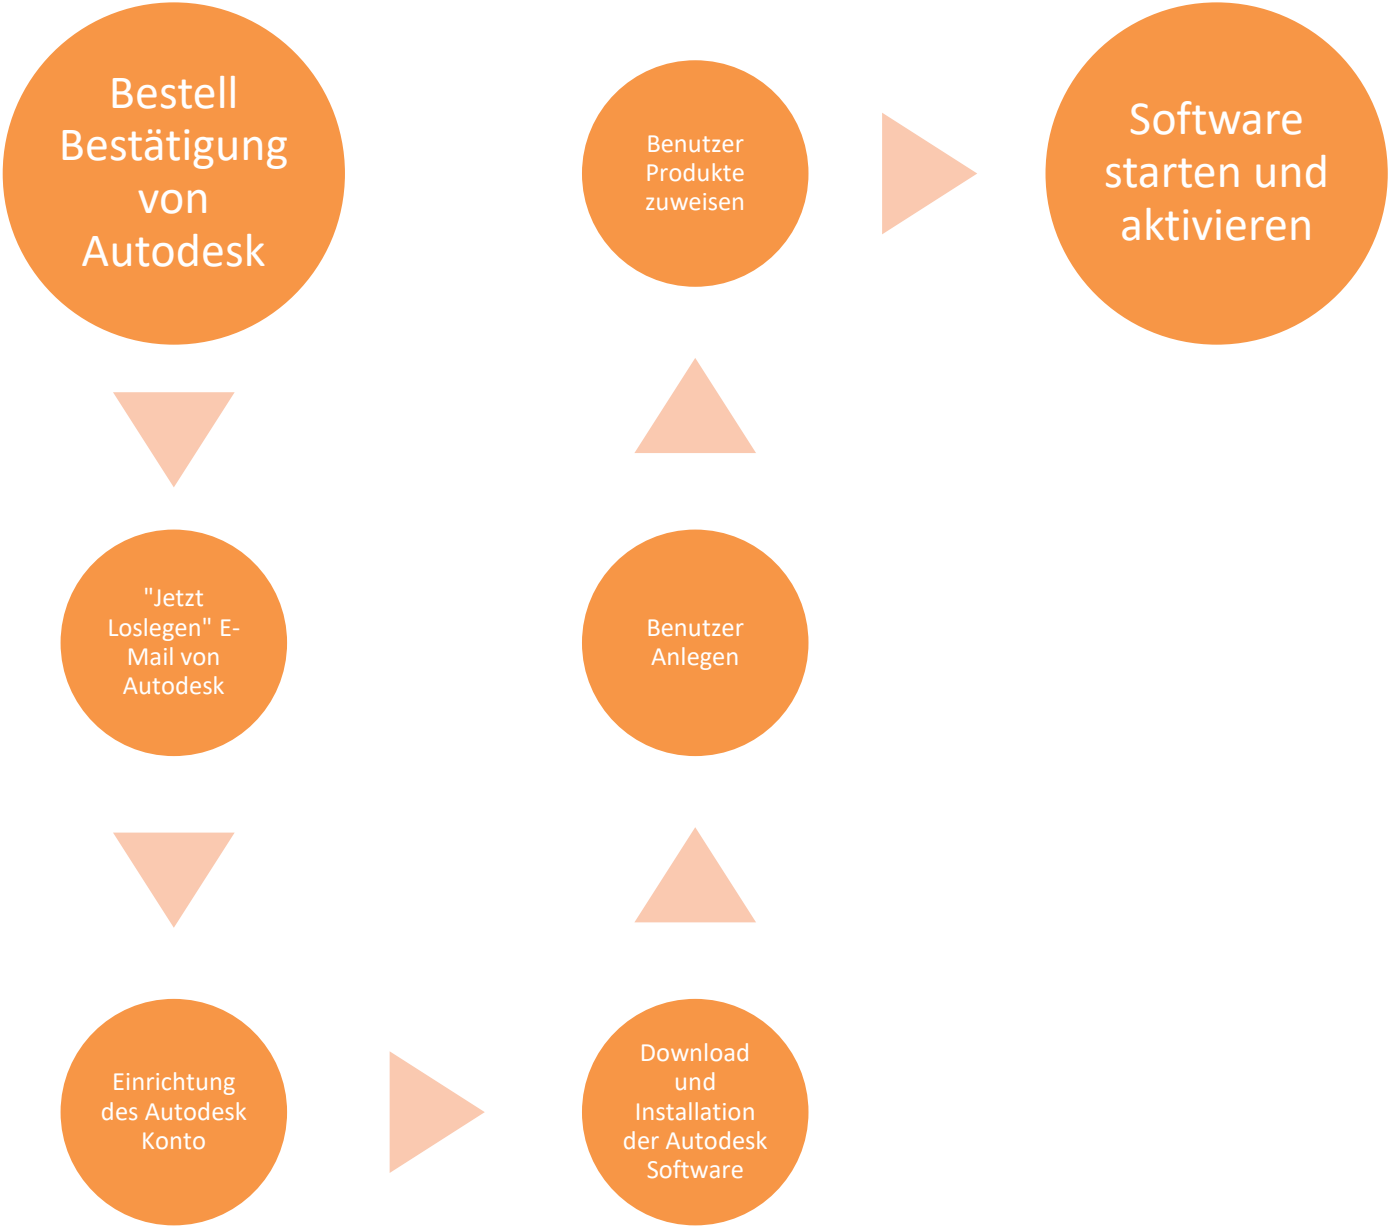 Bestell
Bestätigung
von
Autodesk
"Jetzt
Loslegen" E-
Mail von
Autodesk
Einrichtung
des Autodesk
Konto
Download
und
Installation
der Autodesk
Software
Benutzer
Anlegen
Benutzer
Produkte
zuweisen
Software
starten und
aktivieren